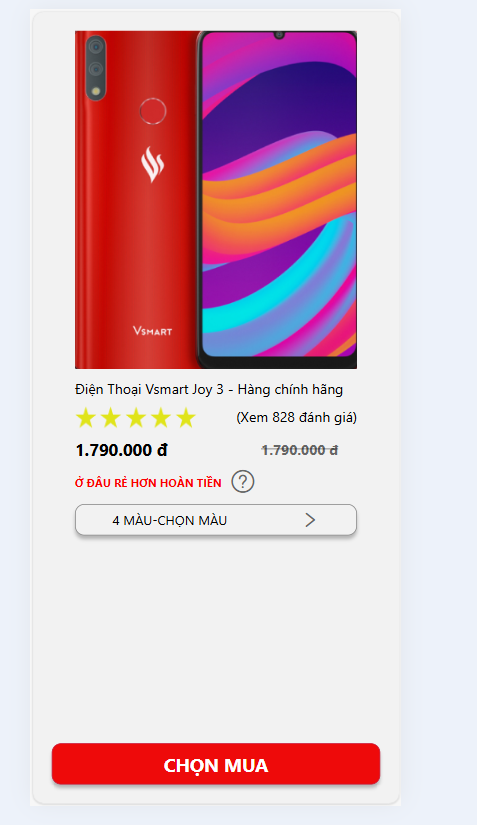 VSMART
Điện Thoại Vsmart Joy 3 - Hàng chính hãng
(Xem 828 đánh giá)
1.790.000 đ 1.790.000 đ
Ở ĐÂU RẺ HƠN HOÀN TIỀN ?
4 MÀU-CHỌN MÀU
CHỌN MUA